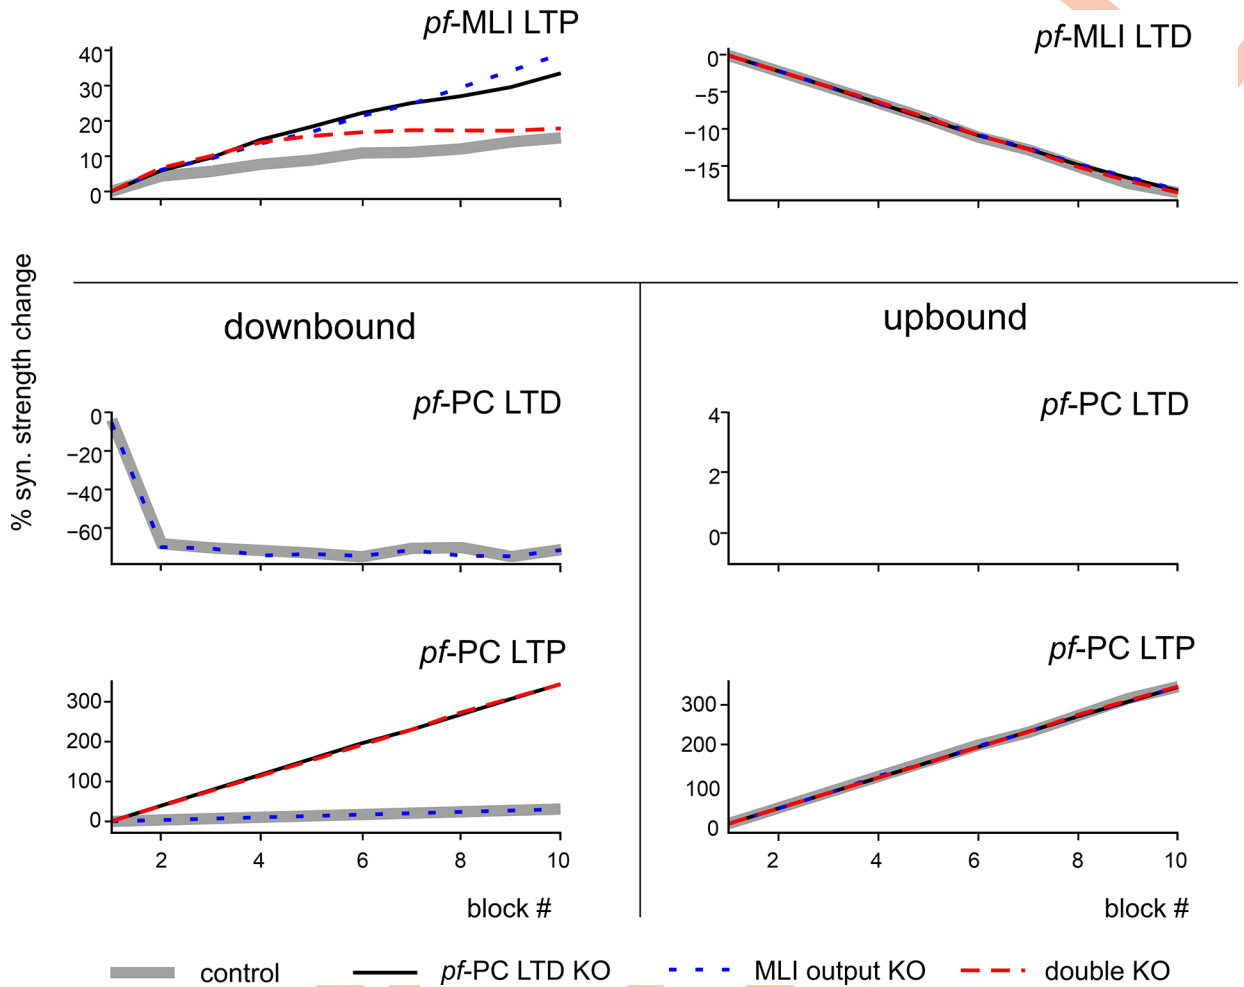 pf-MLI LTP
40
30
20
10
0
pf-MLI LTD
0
−5
−10
−15
% syn. strength change
downbound
upbound
pf-PC LTD
0
−20
−40
−60
pf-PC LTD
4
2
0
pf-PC LTP
300
200
100
0
2 4 6 8 10
block #
pf-PC LTP
300
200
100
0
2 4 6 8 10
block #
control pf-PC LTD KO MLI output KO double KO